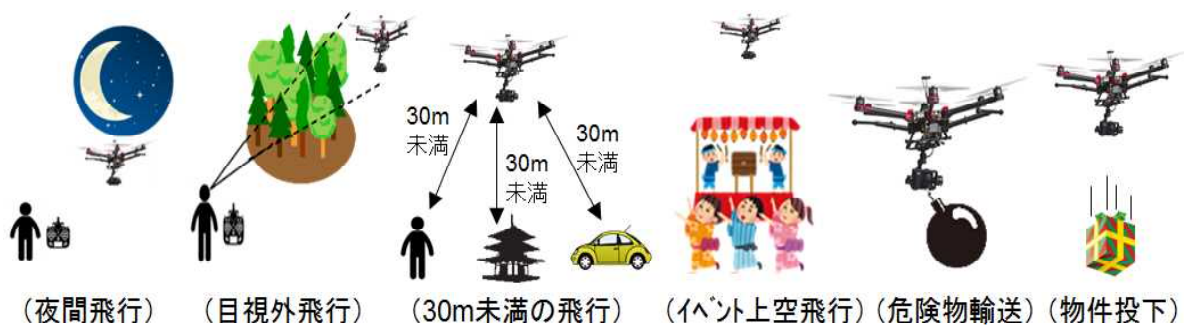 30m
未満
30m
未満
30m
未満
(夜間飛行)
(目視外飛行)
(30m未満の飛行)
(イベント上空飛行)
(危険物輸送)
(物件投下)